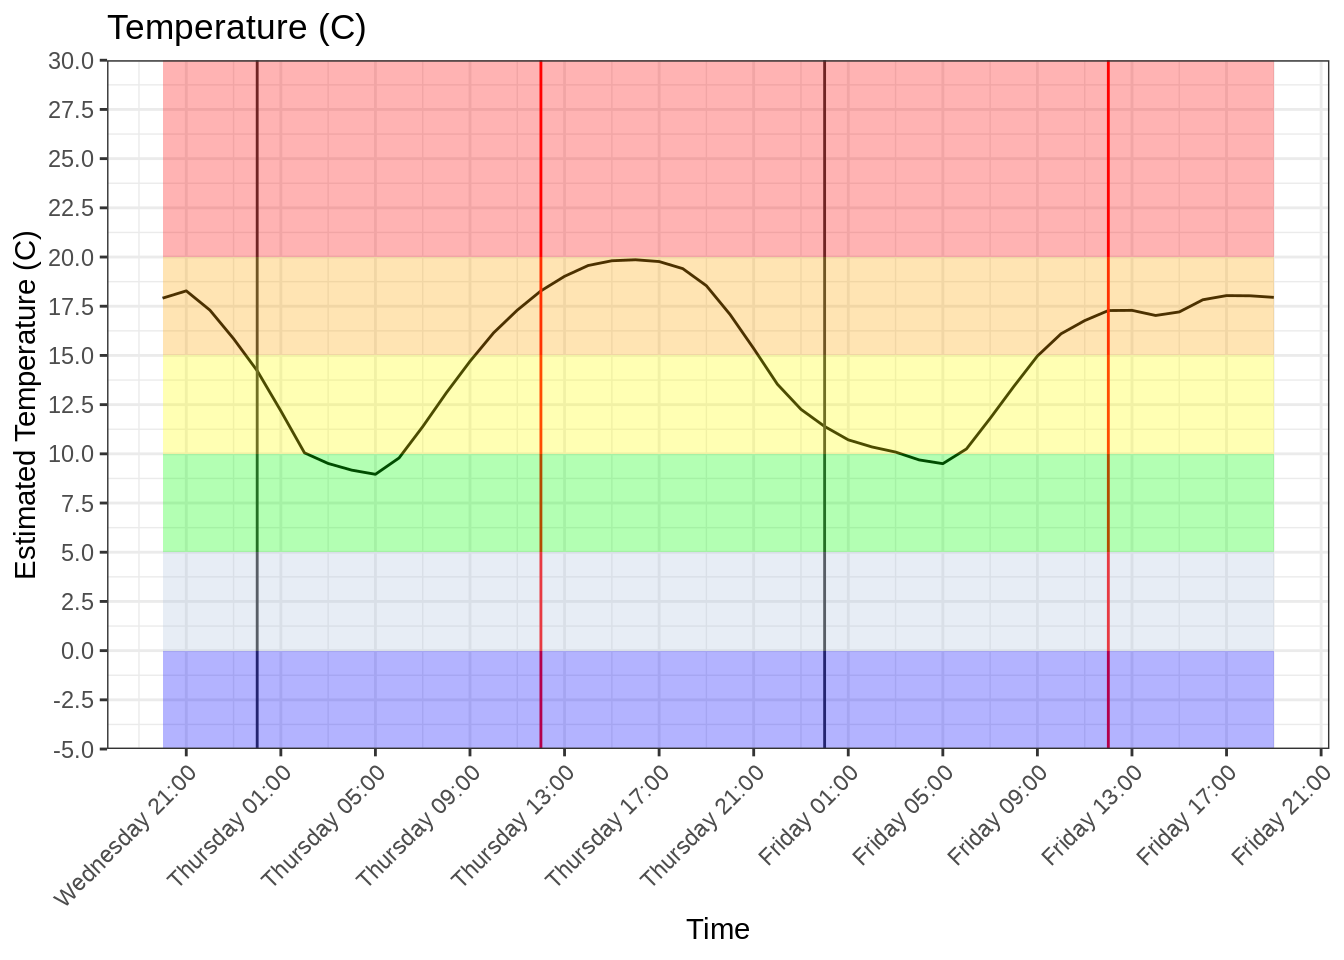 Temperature (C)
30.0
27.5
25.0
22.5
20.0
17.5
15.0
12.5
10.0
7.5
5.0
2.5
0.0
-2.5
-5.0
Estimated Temperature (C)
Wednesday 21:00
Thursday 01:00
Thursday 05:00
Thursday 09:00
Thursday 13:00
Thursday 17:00
Thursday 21:00
Friday 01:00
Friday 05:00
Friday 09:00
Friday 13:00
Friday 17:00
Friday 21:00
Time